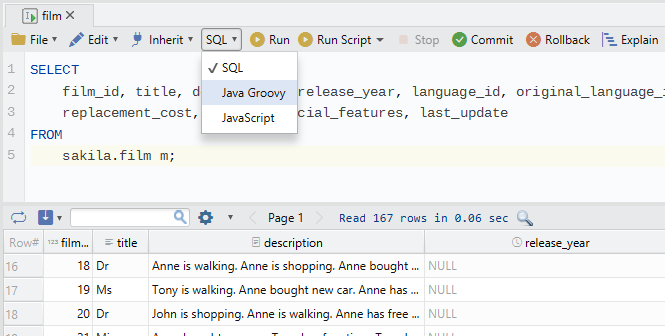 film
File Edit Inherit SQL Run Run Script Stop Commit Rollback Explain
SQL
Java Groovy
JavaScript
1 SELECT
2 film_id, title, d release_year, language_id, original_language_i
3 replacement_cost, cial_features, last_update
4 FROM
5 sakila.film m;
Page 1 Read 167 rows in 0.06 sec
Row# 123 film... title description release_year
16 18 Dr Anne is walking. Anne is shopping. Anne bought ... NULL
17 19 Ms Tony is walking. Anne bought new car. Anne has ... NULL
18 20 Dr John is shopping. Anne is walking. Anne has free ... NULL